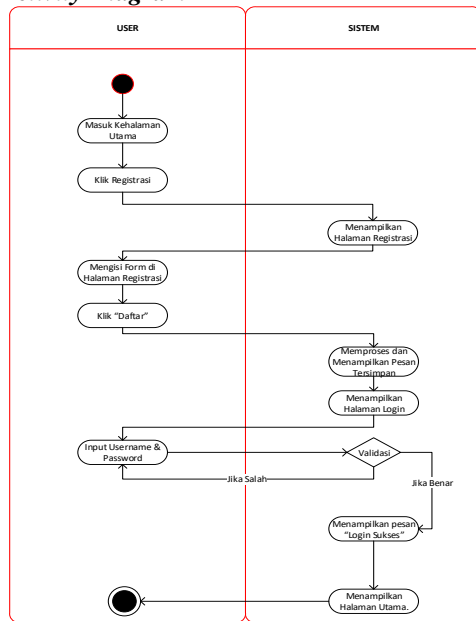 USER
SISTEM
Masuk Kehalaman
Utama
Klik Registrasi
Menampilkan
Halaman Registrasi
Mengisi Form di
Halaman Registrasi
Klik “Daftar”
Memproses dan
Menampilkan Pesan
Tersimpan
Menampilkan
Halaman Login
Input Username &
Password
Validasi
Jika Salah
Jika Benar
Menampilkan pesan
“Login Sukses”
Menampilkan
Halaman Utama.